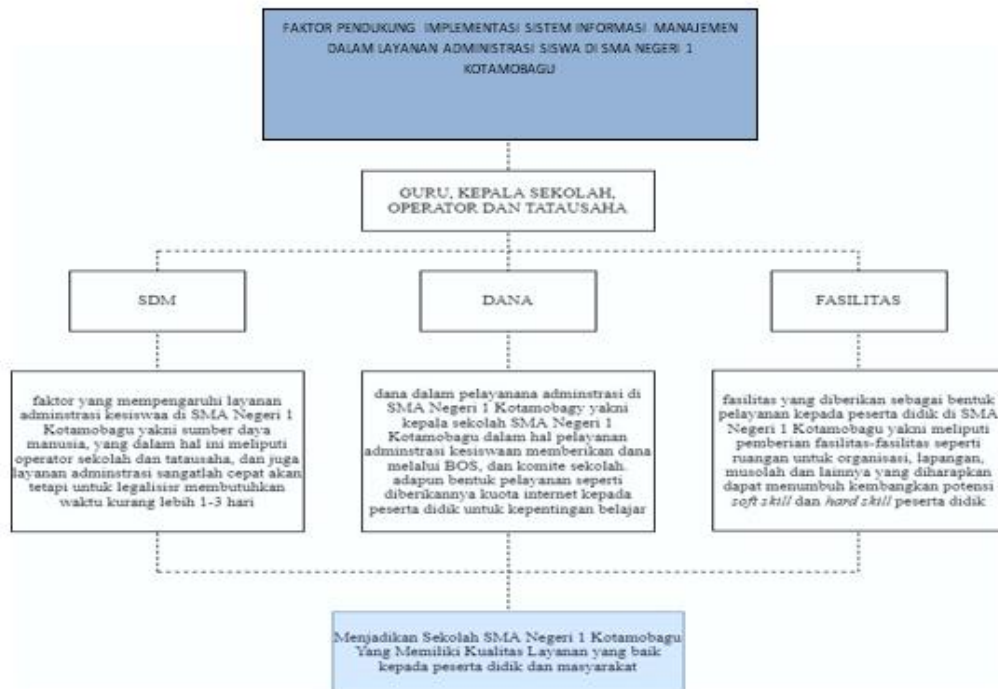 FAKTOR PENDUKUNG IMPLEMENTASI SISTEM INFORMASI MANAJEMEN
DALAM LAYANAN ADMINISTRASI SISWA DI SMA NEGERI 1
KOTAMOBAGU
GURU, KEPALA SEKOLAH,
OPERATOR DAN TATAUSAHA
SDM
DANA
FASILITAS
faktor yang mempengaruhi layanan
adminstrasi kesiswaa di SMA Negeri 1
Kotamobagu yakni sumber daya
manusia, yang dalam hal ini meliputi
operator sekolah dan tatausaha, dan juga
layanan adminstrasi sangatlah cepat akan
tetapi untuk legalisisr membutuhkan
waktu kurang lebih 1-3 hari
dana dalam pelayanana adminstrasi di
SMA Negeri 1 Kotamobagy yakni
kepala sekolah SMA Negeri 1
Kotamobagu dalam hal pelayanan
adminstrasi kesiswaan memberikan dana
melalui BOS, dan komite sekolah.
adapun bentuk pelayanan seperti
diberikannya kuota internet kepada
peserta didik untuk kepentingan belajar
fasilitas yang diberikan sebagai bentuk
pelayanan kepada peserta didik di SMA
Negeri 1 Kotamobagu yakni meliputi
pemberian fasilitas-fasilitas seperti
ruangan untuk organisasi, lapangan,
musolah dan lainnya yang diharapkan
dapat menumbuh kembangkan potensi
soft skill dan hard skill peserta didik
Menjadikan Sekolah SMA Negeri 1 Kotamobagu
Yang Memiliki Kualitas Layanan yang baik
kepada peserta didik dan masyarakat